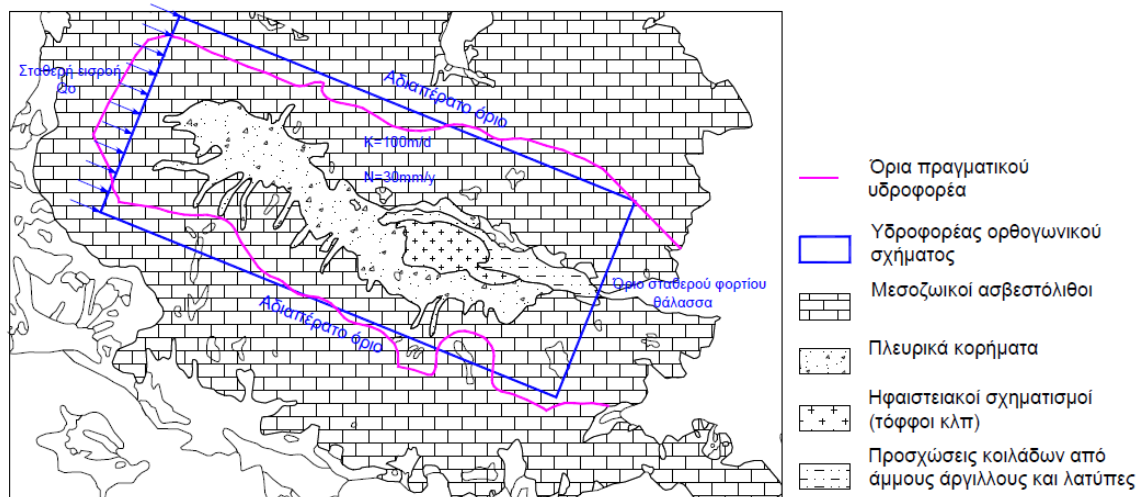 Σταθερή εισροή
Qo
Αδιαπέρατο όριο
K=100m/d
N=30mm/y
Όριο σταθερού φορτίου
θάλασσα
Αδιαπέρατο όριο
Όρια πραγματικού
υδροφορέα
Υδροφορέας ορθογωνικού
σχήματος
Μεσοζωικοί ασβεστόλιθοι
Πλευρικά κορήματα
Ηφαιστειακοί σχηματισμοί
(τόφφοι κλπ)
Προσχώσεις κοιλάδων από
άμμους άργιλλους και λατύπες